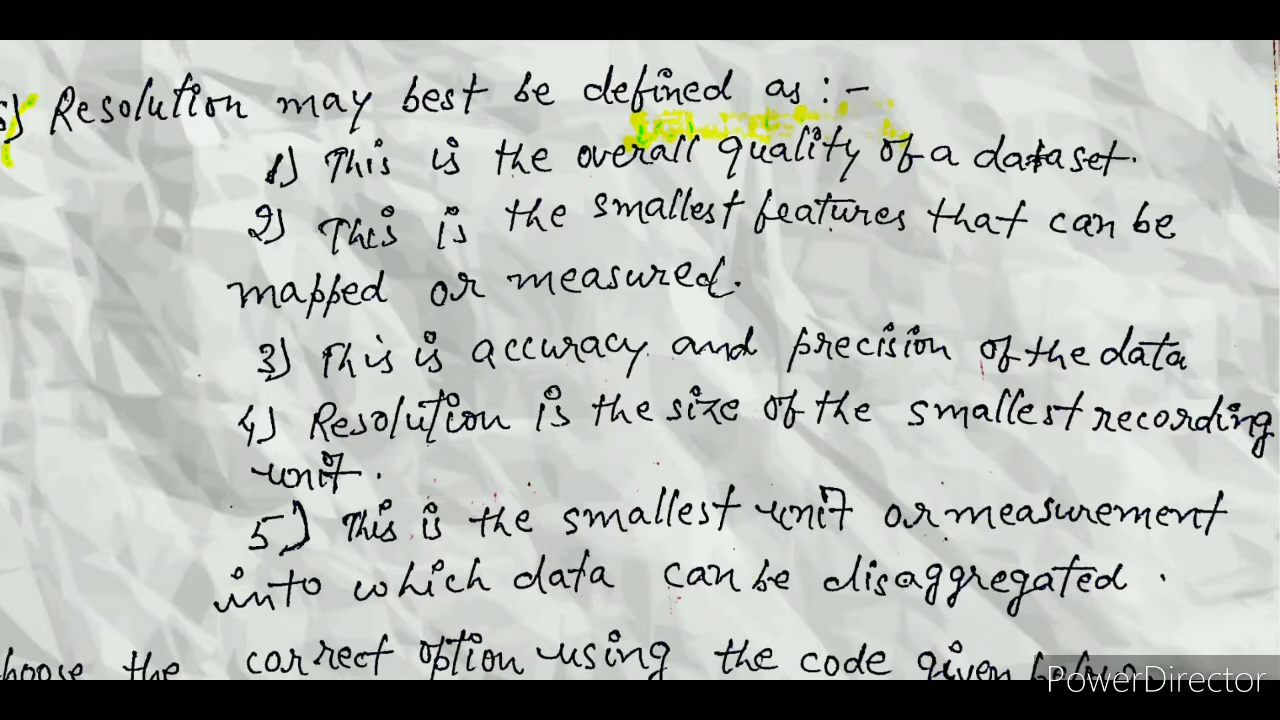 Resolution may best be defined as :-
1) This is the overall quality of a dataset.
2) This is the smallest features that can be
mapped or measured.
3) This is accuracy and precision of the data
4) Resolution is the size of the smallest recording
unit.
5) This is the smallest unit or measurement
into which data can be disaggregated.
the correct option using the code given
PowerDirector